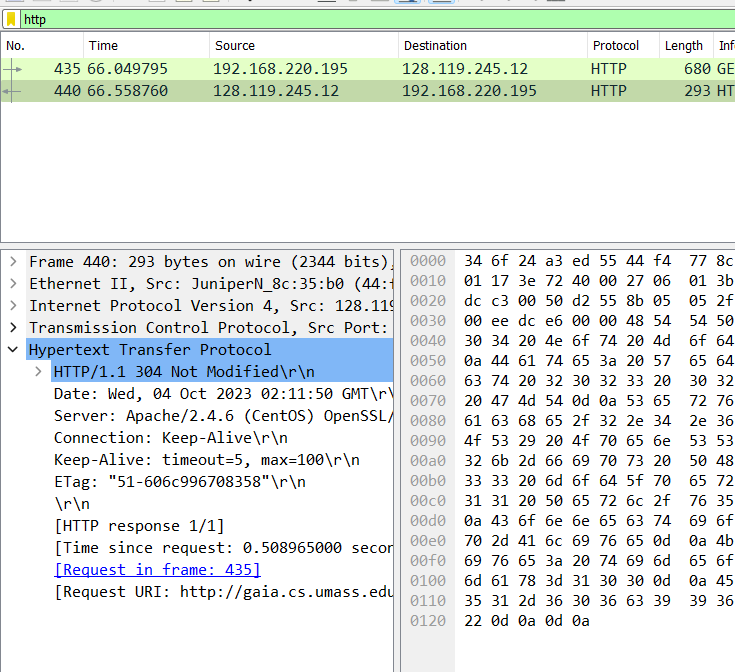 http
No. Time Source Destination Protocol Length Inf
435 66.049795 192.168.220.195 128.119.245.12 HTTP 680 GE
440 66.558760 128.119.245.12 192.168.220.195 HTTP 293 HT
Frame 440: 293 bytes on wire (2344 bits),
Ethernet II, Src: JuniperN_8c:35:b0 (44:f
Internet Protocol Version 4, Src: 128.119
Transmission Control Protocol, Src Port:
Hypertext Transfer Protocol
HTTP/1.1 304 Not Modified\r\n
Date: Wed, 04 Oct 2023 02:11:50 GMT\r\
Server: Apache/2.4.6 (CentOS) OpenSSL/
Connection: Keep-Alive\r\n
Keep-Alive: timeout=5, max=100\r\n
ETag: "51-606c996708358"\r\n
\r\n
[HTTP response 1/1]
[Time since request: 0.508965000 secon
[Request in frame: 435]
[Request URI: http://gaia.cs.umass.edu
0000 34 6f 24 a3 ed 55 44 f4 77 8c
0010 01 17 3e 72 40 00 27 06 01 3b
0020 dc c3 00 50 d2 55 8b 05 05 2f
0030 00 ee dc e6 00 00 48 54 54 50
0040 30 34 20 4e 6f 74 20 4d 6f 64
0050 0a 44 61 74 65 3a 20 57 65 64
0060 63 74 20 32 30 32 33 20 30 32
0070 20 47 4d 54 0d 0a 53 65 72 76
0080 61 63 68 65 2f 32 2e 34 2e 36
0090 4f 53 29 20 4f 70 65 6e 53 53
00a0 32 6b 2d 66 69 70 73 20 50 48
00b0 33 33 20 6d 6f 64 5f 70 65 72
00c0 31 31 20 50 65 72 6c 2f 76 35
00d0 0a 43 6f 6e 6e 65 63 74 69 6f
00e0 70 2d 41 6c 69 76 65 0d 0a 4b
00f0 69 76 65 3a 20 74 69 6d 65 6f
0100 6d 61 78 3d 31 30 30 0d 0a 45
0110 35 31 2d 36 30 36 63 39 39 36
0120 22 0d 0a 0d 0a